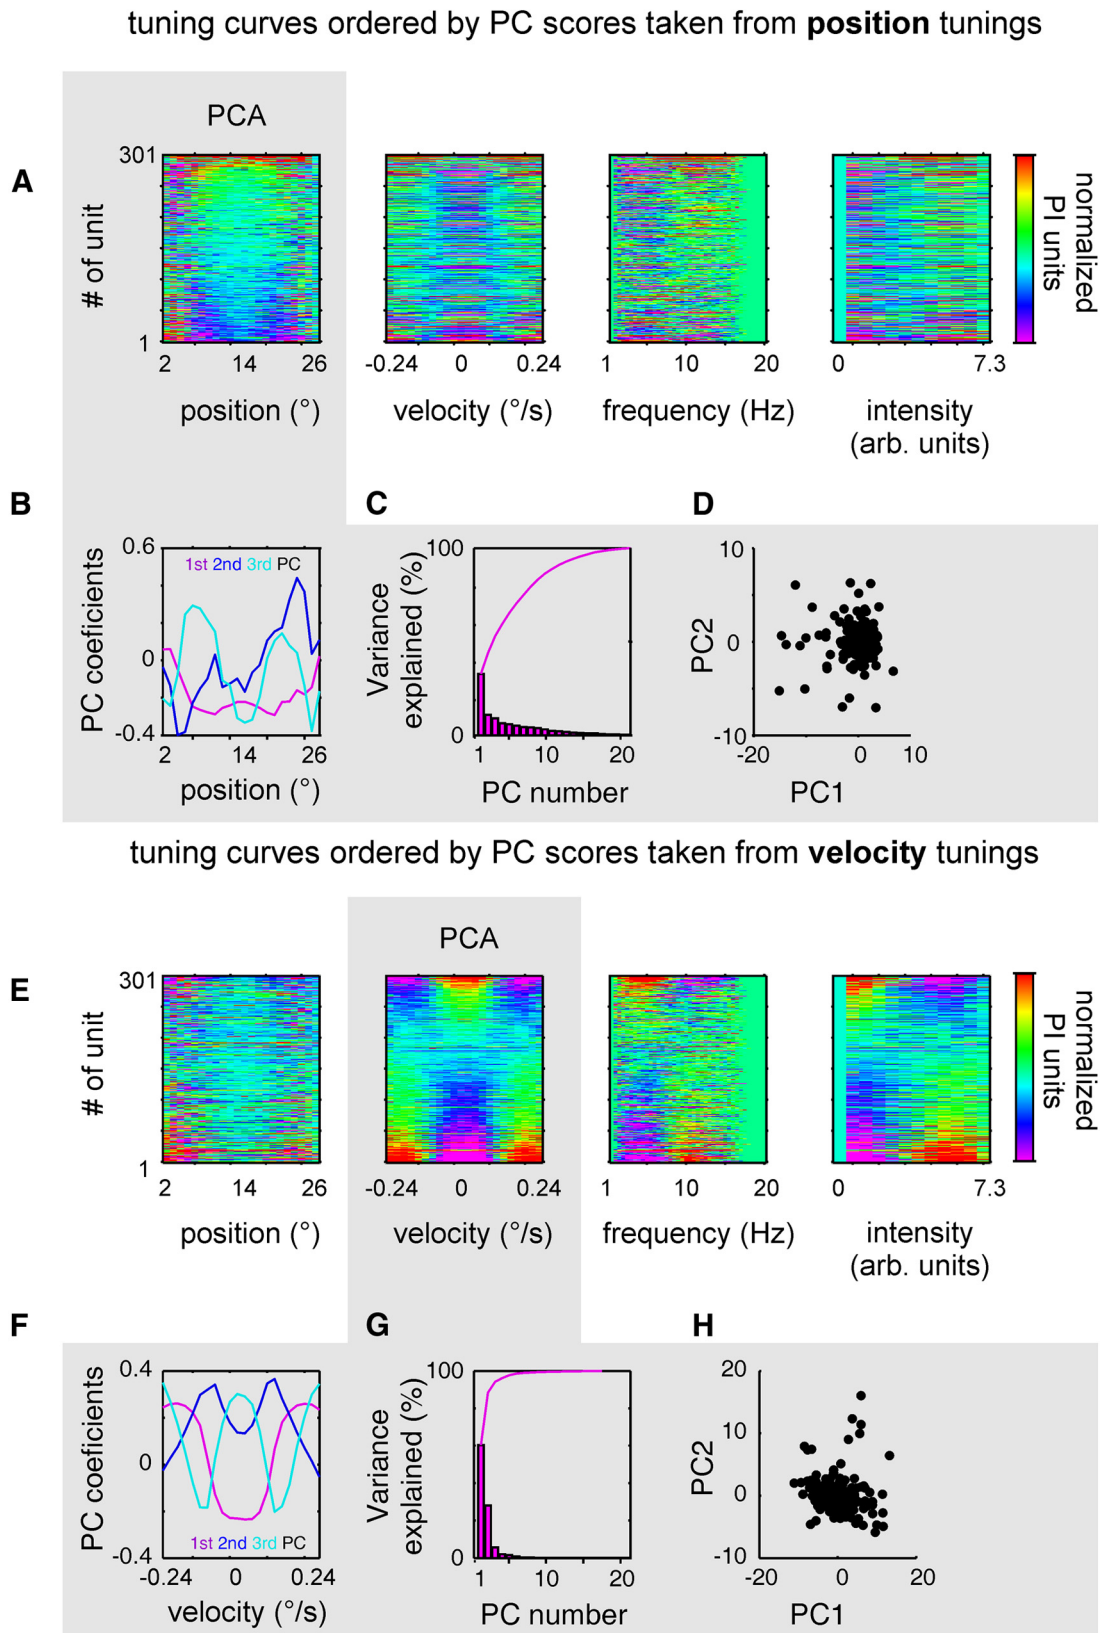 tuning curves ordered by PC scores taken from position tunings
PCA
A
301
# of unit
1
2 14 26
position (°)
-0.24 0 0.24
velocity (°/s)
1 10 20
frequency (Hz)
0 7.3
intensity
(arb. units)
normalized
PI units
B
0.6
PC coeficients
0
-0.4
1st 2nd 3rd PC
2 14 26
position (°)
C
100
Variance
explained (%)
0
1 10 20
PC number
D
10
PC2
0
-10
-20 0 10
PC1
tuning curves ordered by PC scores taken from velocity tunings
PCA
E
301
# of unit
1
2 14 26
position (°)
-0.24 0 0.24
velocity (°/s)
1 10 20
frequency (Hz)
0 7.3
intensity
(arb. units)
normalized
PI units
F
0.4
PC coeficients
0
-0.4
1st 2nd 3rd PC
-0.24 0 0.24
velocity (°/s)
G
100
Variance
explained (%)
0
1 10 20
PC number
H
20
10
PC2
0
-10
-20 0 20
PC1